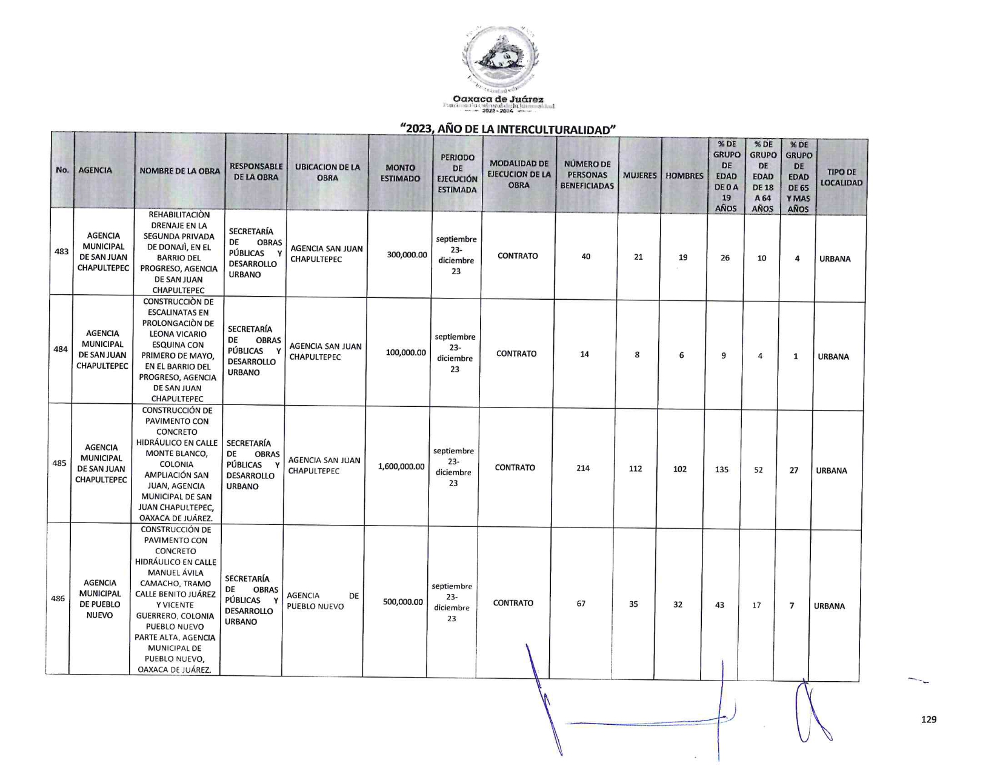 Oaxaca de Juárez
2022 - 2024
“2023, AÑO DE LA INTERCULTURALIDAD”
No.
AGENCIA
NOMBRE DE LA OBRA
RESPONSABLE
DE LA OBRA
UBICACION DE LA
OBRA
MONTO
ESTIMADO
PERIODO
DE
EJECUCIÓN
ESTIMADA
MODALIDAD DE
EJECUCION DE LA
OBRA
NÚMERO DE
PERSONAS
BENEFICIADAS
MUJERES
HOMBRES
% DE
GRUPO
DE
EDAD
DE 0 A
19
AÑOS
% DE
GRUPO
DE
EDAD
DE 18
A 64
AÑOS
% DE
GRUPO
DE
EDAD
DE 65
Y MAS
AÑOS
TIPO DE
LOCALIDAD
483
AGENCIA
MUNICIPAL
DE SAN JUAN
CHAPULTEPEC
REHABILITACIÒN
DRENAJE EN LA
SEGUNDA PRIVADA
DE DONAJÌ, EN EL
BARRIO DEL
PROGRESO, AGENCIA
DE SAN JUAN
CHAPULTEPEC
SECRETARÍA
DE OBRAS
PÚBLICAS Y
DESARROLLO
URBANO
AGENCIA SAN JUAN
CHAPULTEPEC
300,000.00
septiembre
23-
diciembre
23
CONTRATO
40
21
19
26
10
4
URBANA
484
AGENCIA
MUNICIPAL
DE SAN JUAN
CHAPULTEPEC
CONSTRUCCIÒN DE
ESCALINATAS EN
PROLONGACIÒN DE
LEONA VICARIO
ESQUINA CON
PRIMERO DE MAYO,
EN EL BARRIO DEL
PROGRESO, AGENCIA
DE SAN JUAN
CHAPULTEPEC
SECRETARÍA
DE OBRAS
PÚBLICAS Y
DESARROLLO
URBANO
AGENCIA SAN JUAN
CHAPULTEPEC
100,000.00
septiembre
23-
diciembre
23
CONTRATO
14
8
6
9
4
1
URBANA
485
AGENCIA
MUNICIPAL
DE SAN JUAN
CHAPULTEPEC
CONSTRUCCIÓN DE
PAVIMENTO CON
CONCRETO
HIDRÁULICO EN CALLE
MONTE BLANCO,
COLONIA
AMPLIACIÓN SAN
JUAN, AGENCIA
MUNICIPAL DE SAN
JUAN CHAPULTEPEC,
OAXACA DE JUÁREZ.
SECRETARÍA
DE OBRAS
PÚBLICAS Y
DESARROLLO
URBANO
AGENCIA SAN JUAN
CHAPULTEPEC
1,600,000.00
septiembre
23-
diciembre
23
CONTRATO
214
112
102
135
52
27
URBANA
486
AGENCIA
MUNICIPAL
DE PUEBLO
NUEVO
CONSTRUCCIÓN DE
PAVIMENTO CON
CONCRETO
HIDRÁULICO EN CALLE
MANUEL ÁVILA
CAMACHO, TRAMO
CALLE BENITO JUÁREZ
Y VICENTE
GUERRERO, COLONIA
PUEBLO NUEVO
PARTE ALTA, AGENCIA
MUNICIPAL DE
PUEBLO NUEVO,
OAXACA DE JUÁREZ.
SECRETARÍA
DE OBRAS
PÚBLICAS Y
DESARROLLO
URBANO
AGENCIA DE
PUEBLO NUEVO
500,000.00
septiembre
23-
diciembre
23
CONTRATO
67
35
32
43
17
7
URBANA
129